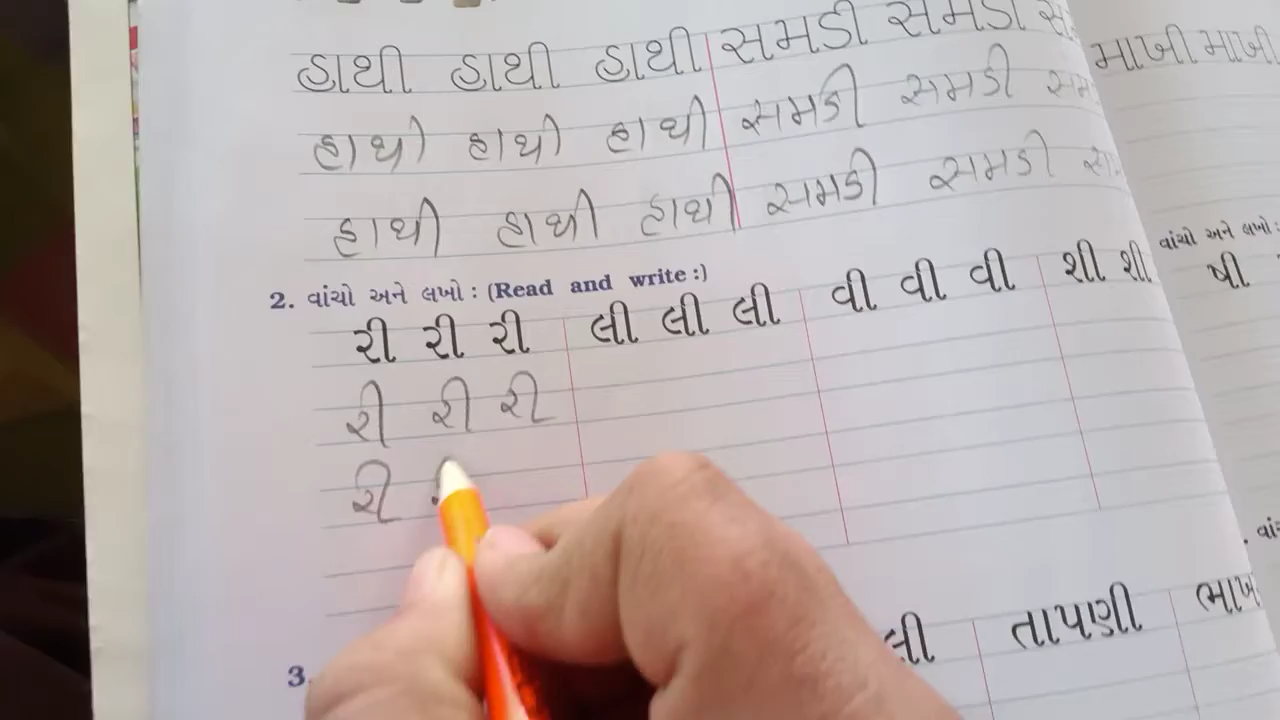 હાથી હાથી હાથી સમડી સમડી
માખી માખી
હાથી હાથી હાથી સમડી સમડી
હાથી હાથી હાથી સમડી સમડી
2. વાંચો અને લખો : (Read and write :)
વાંચો અને લખો :
રી રી રી લી લી લી વી વી વી શી શી
ષી
રી રી રી
રી
તાપણી
3.